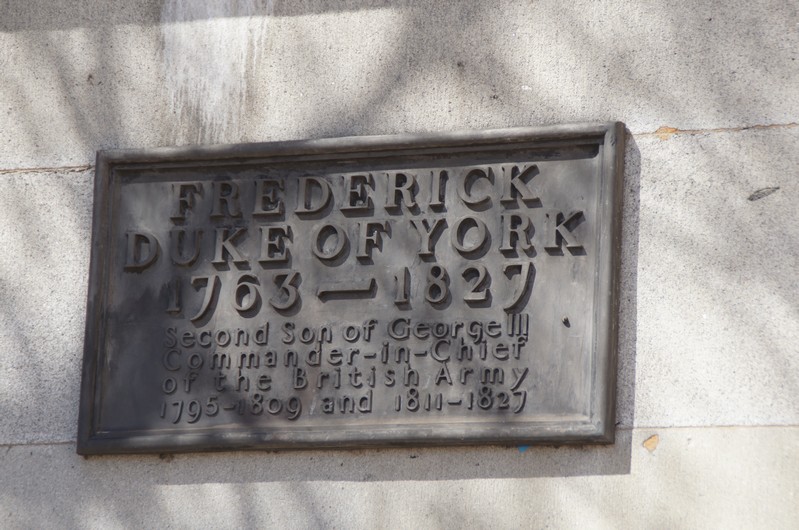 FREDERICK
DUKE OF YORK
1763 — 1827
Second Son of George III
Commander-in-Chief
of the British Army
1795-1809 and 1811-1827